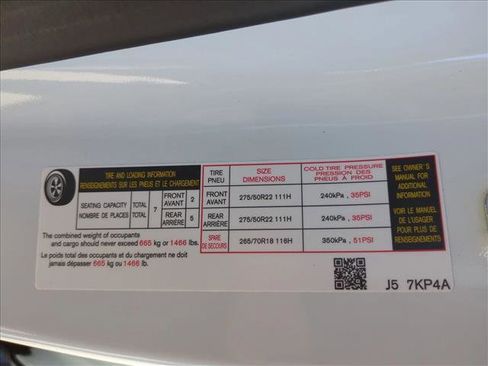 TIRE AND LOADING INFORMATION
RENSEIGNEMENTS SUR LES PNEUS ET LE CHARGEMENT
SEATING CAPACITY
NOMBRE DE PLACES
TOTAL 7
FRONT
AVANT 2
REAR
ARRIÈRE 5
The combined weight of occupants
and cargo should never exceed 665 kg or 1466 lbs.
Le poids total des occupants et du chargement ne doit
jamais dépasser 665 kg ou 1466 lb.
TIRE
PNEU
SIZE
DIMENSIONS
COLD TIRE PRESSURE
PRESSION DES
PNEUS À FROID
FRONT
AVANT
275/50R22 111H
240kPa , 35PSI
REAR
ARRIÈRE
275/50R22 111H
240kPa , 35PSI
SPARE
DE SECOURS
265/70R18 116H
350kPa , 51PSI
SEE OWNER'S
MANUAL FOR
ADDITIONAL
INFORMATION
VOIR LE MANUEL
DE L'USAGER
POUR PLUS DE
RENSEIGNEMENTS
J5 7KP4A